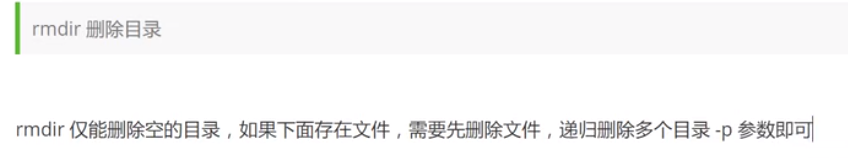 rmdir 删除目录
rmdir 仅能删除空的目录，如果下面存在文件，需要先删除文件，递归删除多个目录 -p 参数即可